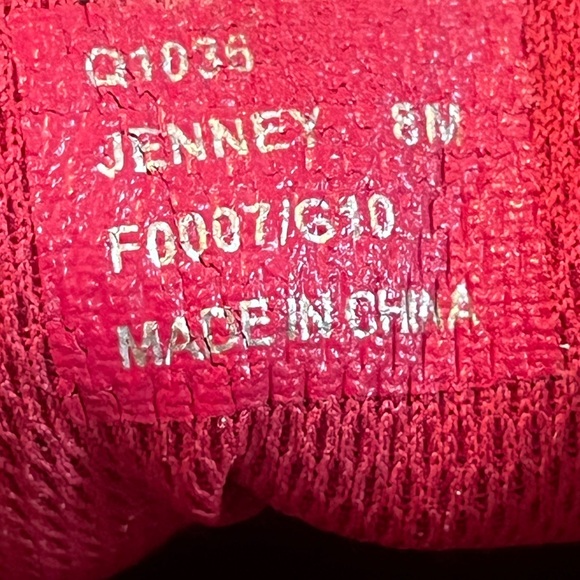 Q1035
JENNEY 8M
F0007/G10
MADE IN CHINA